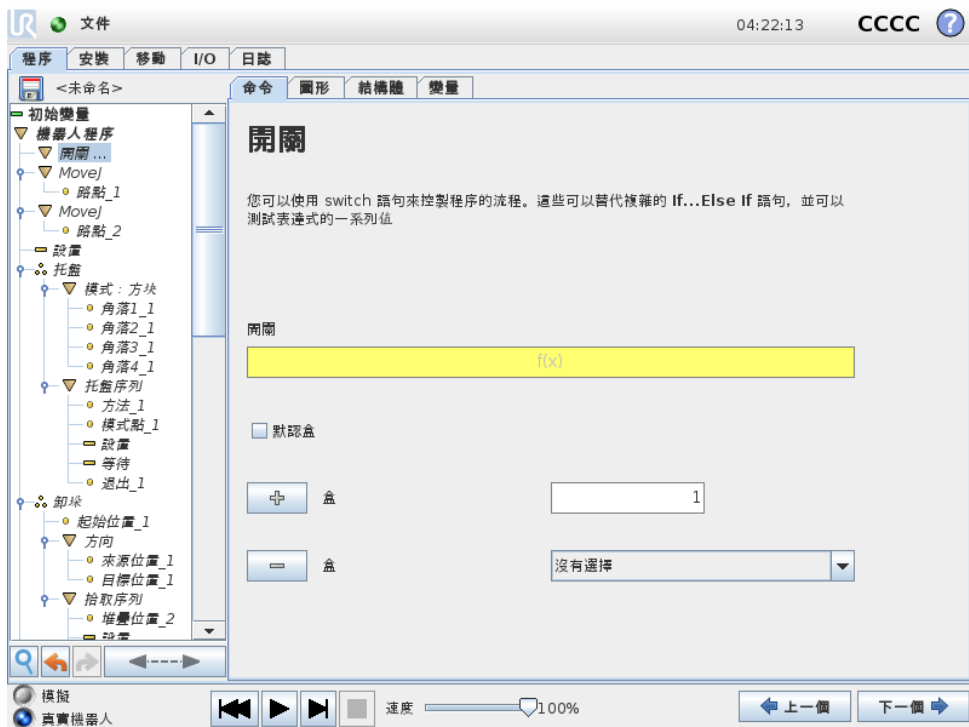 UR 文件 04:22:13 CCCC ?
程序 安裝 移動 I/O 日誌
<未命名> 命令 圖形 結構體 變量
初始變量
機器人程序
開關 ...
MoveJ
路點_1
MoveJ
路點_2
設置
托盤
模式 : 方块
角落1_1
角落2_1
角落3_1
角落4_1
托盤序列
方法_1
模式點_1
設置
等待
退出_1
卸垛
起始位置_1
方向
來源位置_1
目標位置_1
拾取序列
堆疊位置_2
設置
開關
您可以使用 switch 語句來控製程序的流程。這些可以替代複雜的 If...Else If 語句，並可以
測試表達式的一系列值
開關
f(x)
默認盒
盒 1
盒 沒有選擇
模擬
真實機器人
速度 100%
上一個 下一個